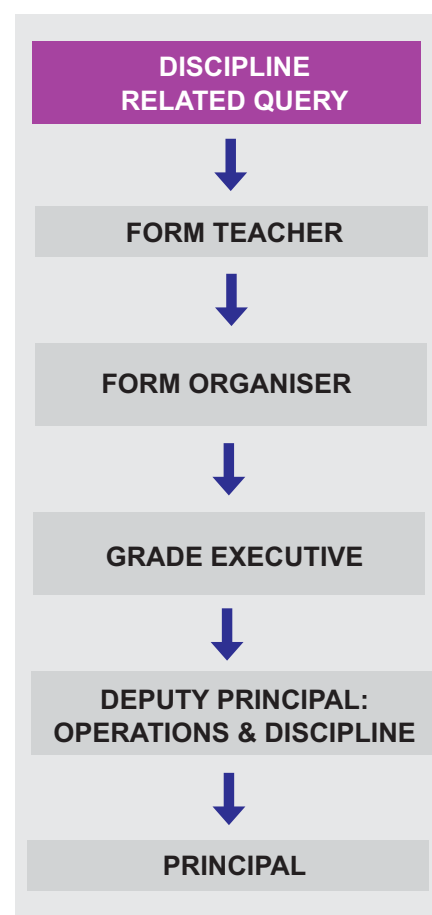 DISCIPLINE
RELATED QUERY
FORM TEACHER
FORM ORGANISER
GRADE EXECUTIVE
DEPUTY PRINCIPAL:
OPERATIONS & DISCIPLINE
PRINCIPAL